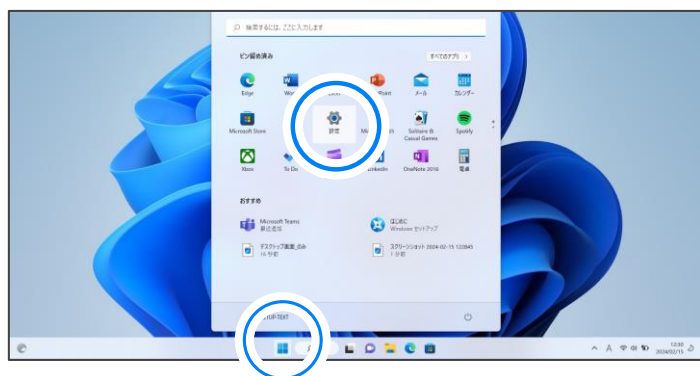 検索するには、ここに入力します
ピン留め済み
すべてのアプリ >
Edge
メール
カレンダー
Microsoft Store
設定
Solitaire & Casual Games
Spotify
Xbox
To Do
LinkedIn
OneNote 2016
電卓
おすすめ
Microsoft Teams
最近追加
はじめに
Windows セットアップ
デスクトップ画面_のみ
16 分前
スクリーンショット 2024-02-15 122845
1 分前
A
12:30
2024/02/15